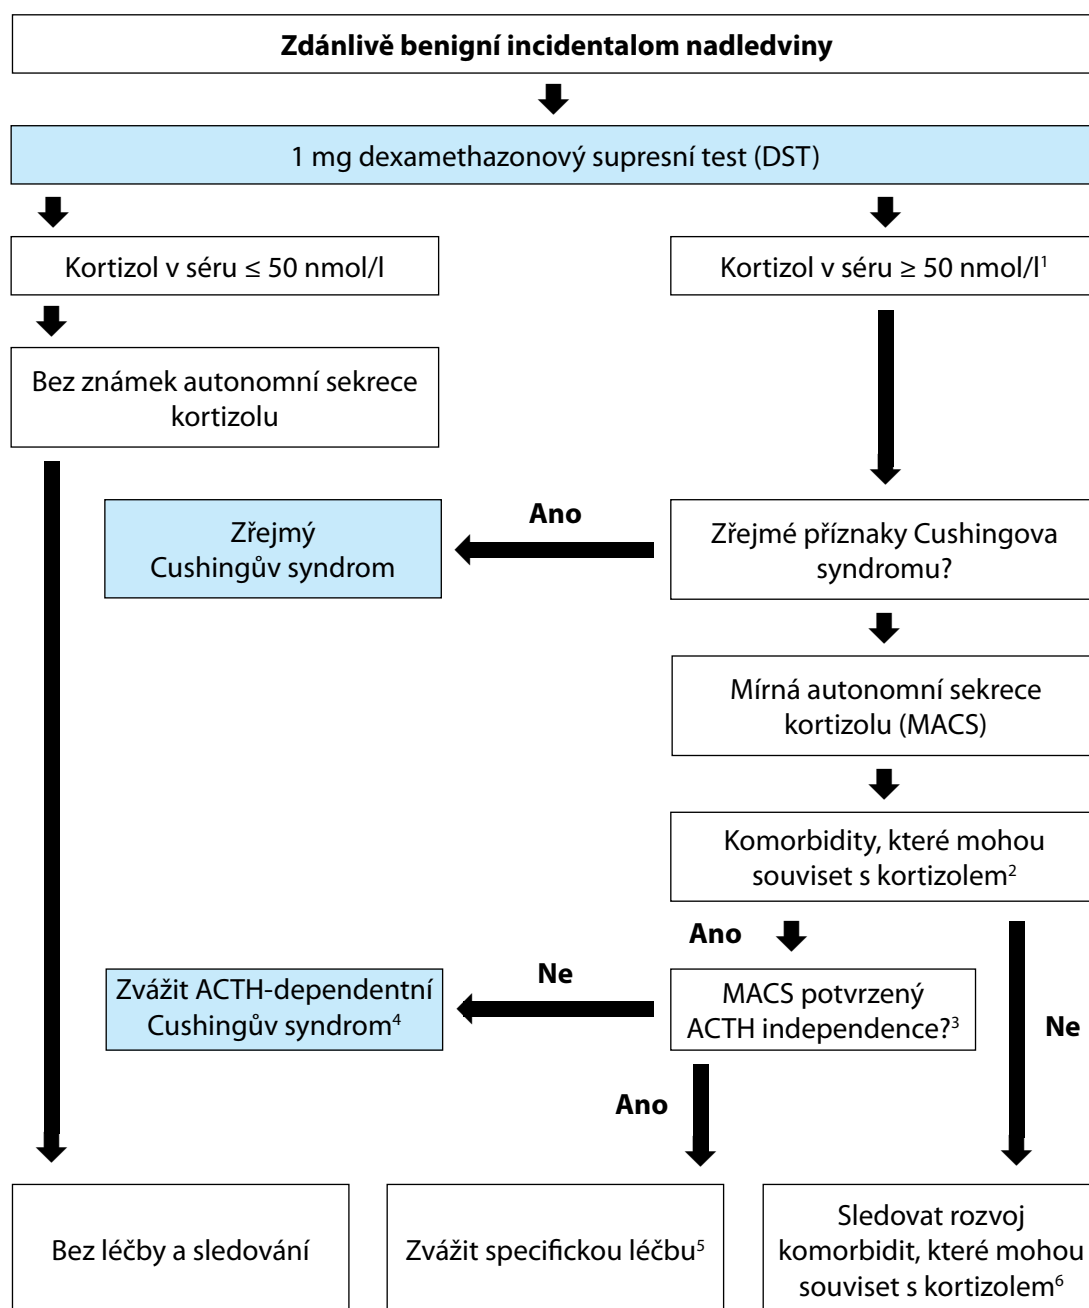 Zdánlivě benigní incidentalom nadledviny
1 mg dexamethazonový supresní test (DST)
Kortizol v séru ≤ 50 nmol/l
Kortizol v séru ≥ 50 nmol/l¹
Bez známek autonomní sekrece
kortizolu
Ano
Zřejmý
Cushingův syndrom
Zřejmé příznaky Cushingova
syndromu?
Mírná autonomní sekrece
kortizolu (MACS)
Komorbidity, které mohou
souviset s kortizolem²
Ano
Ne
Zvážit ACTH-dependentní
Cushingův syndrom⁴
MACS potvrzený
ACTH independence?³
Ne
Ano
Bez léčby a sledování
Zvážit specifickou léčbu⁵
Sledovat rozvoj
komorbidit, které mohou
souviset s kortizolem⁶